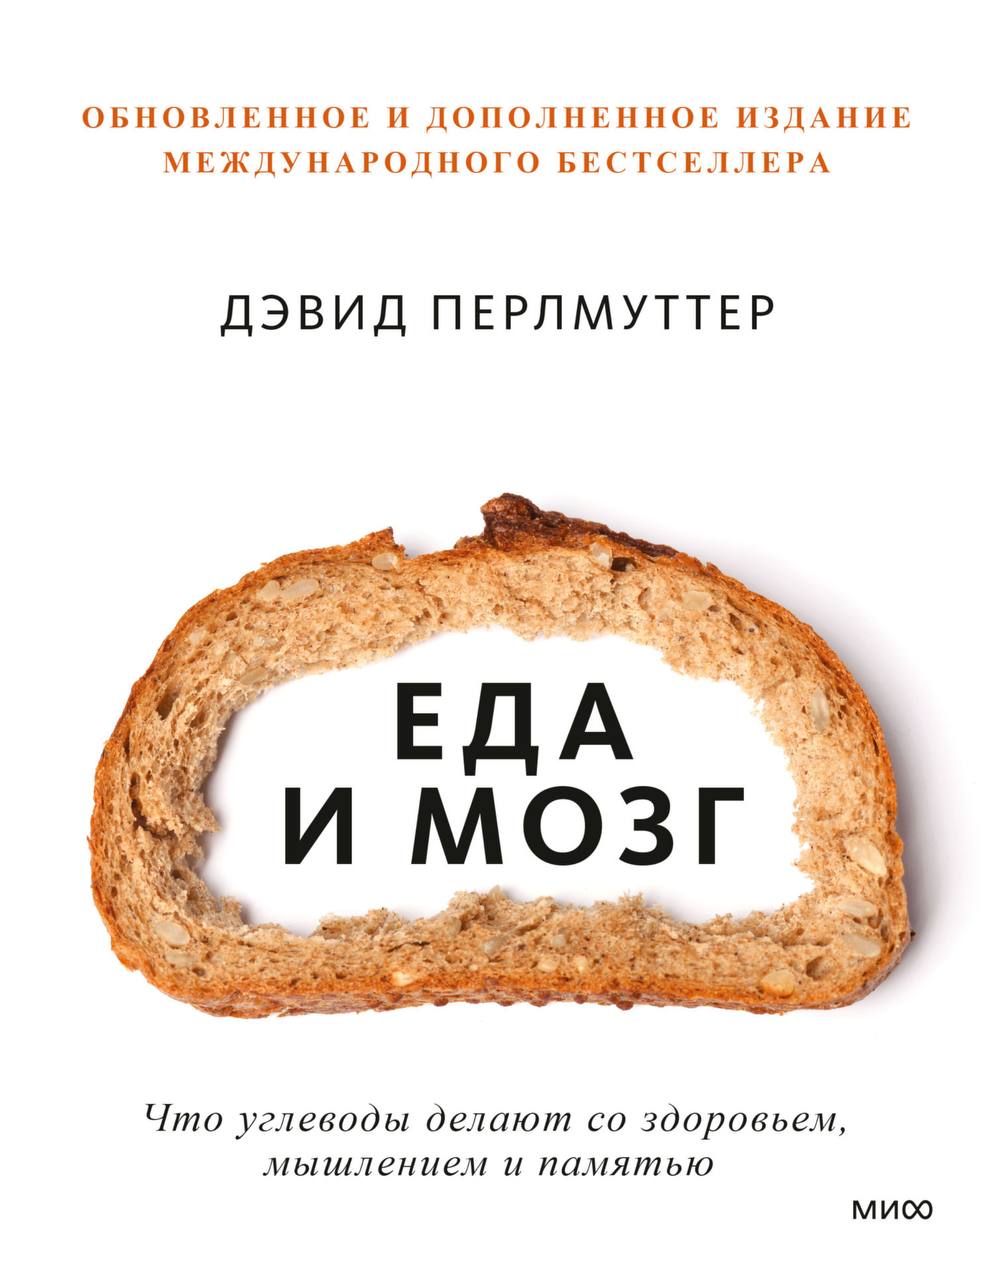 ОБНОВЛЕННОЕ И ДОПОЛНЕННОЕ ИЗДАНИЕ
МЕЖДУНАРОДНОГО БЕСТСЕЛЛЕРА
ДЭВИД ПЕРЛМУТТЕР
ЕДА
И МОЗГ
Что углеводы делают со здоровьем,
мышлением и памятью
МИФ